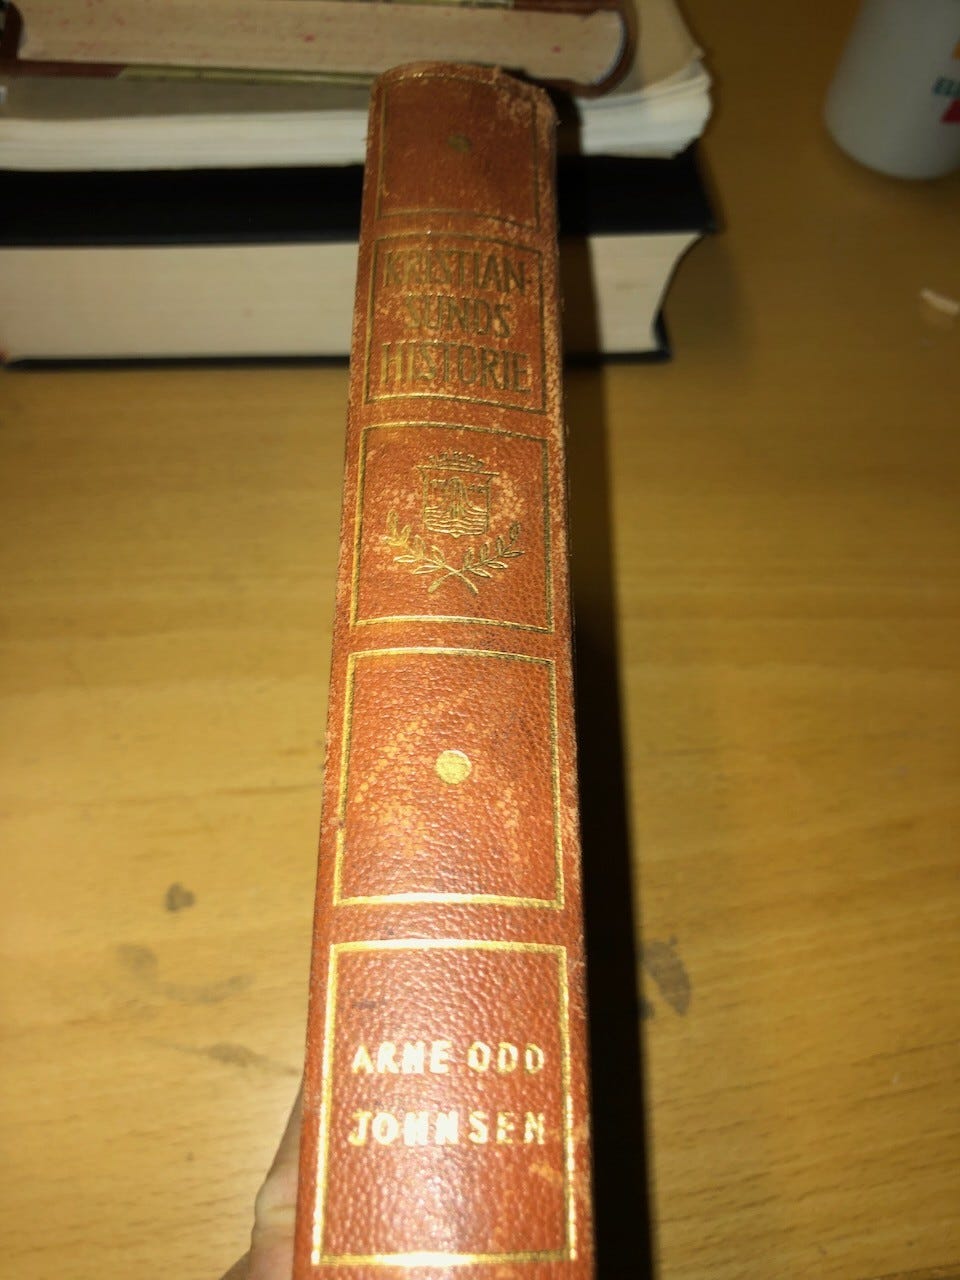 KRISTIAN-
SUNDS
HISTORIE
ARNE ODD
JOHNSEN